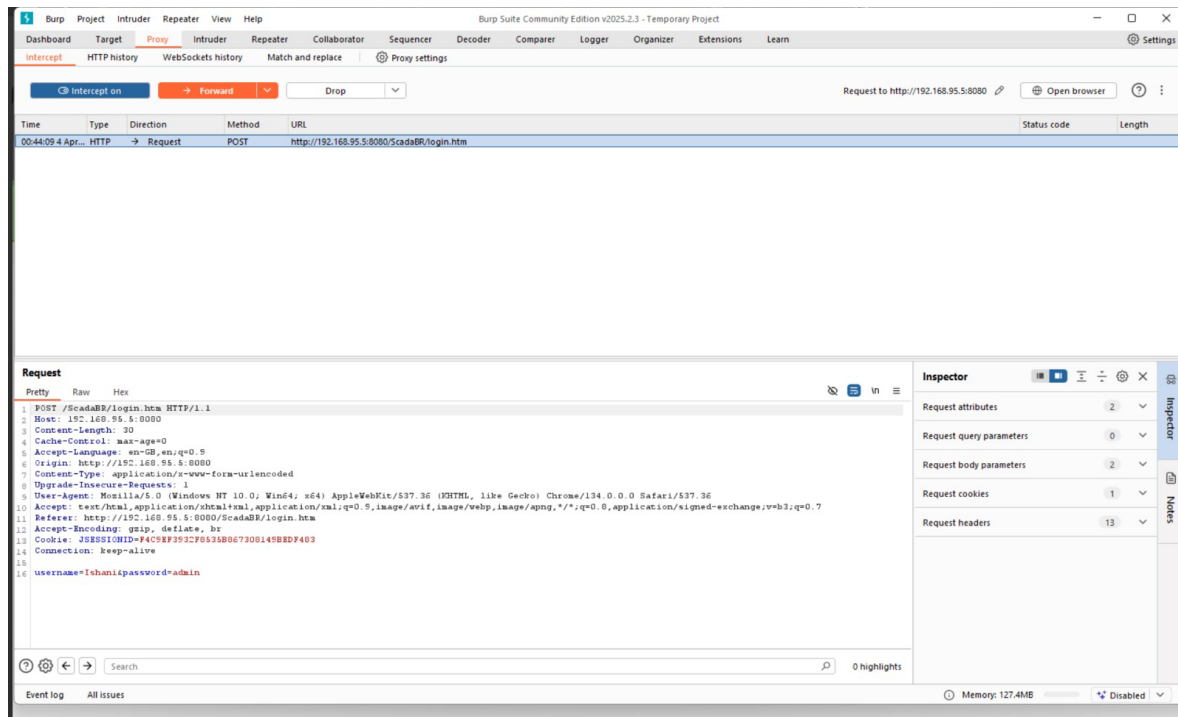 Burp Project Intruder Repeater View Help Burp Suite Community Edition v2025.2.3 - Temporary Project
Dashboard Target Proxy Intruder Repeater Collaborator Sequencer Decoder Comparer Logger Organizer Extensions Learn Settings
Intercept HTTP history WebSockets history Match and replace Proxy settings
Intercept on Forward Drop Request to http://192.168.95.5:8080 Open browser
Time Type Direction Method URL Status code Length
00:44:09 4 Apr... HTTP → Request POST http://192.168.95.5:8080/ScadaBR/login.htm
Request
Pretty Raw Hex \n
1 POST /ScadaBR/login.htm HTTP/1.1
2 Host: 192.168.95.5:8080
3 Content-Length: 30
4 Cache-Control: max-age=0
5 Accept-Language: en-GB,en;q=0.9
6 Origin: http://192.168.95.5:8080
7 Content-Type: application/x-www-form-urlencoded
8 Upgrade-Insecure-Requests: 1
9 User-Agent: Mozilla/5.0 (Windows NT 10.0; Win64; x64) AppleWebKit/537.36 (KHTML, like Gecko) Chrome/134.0.0.0 Safari/537.36
10 Accept: text/html,application/xhtml+xml,application/xml;q=0.9,image/avif,image/webp,image/apng,*/*;q=0.8,application/signed-exchange;v=b3;q=0.7
11 Referer: http://192.168.95.5:8080/ScadaBR/login.htm
12 Accept-Encoding: gzip, deflate, br
13 Cookie: JSESSIONID=F4C9EF3932F8535B867308149BEDF483
14 Connection: keep-alive
15
16 username=Ishani&password=admin
Inspector
Request attributes 2
Request query parameters 0
Request body parameters 2
Request cookies 1
Request headers 13
Inspector
Notes
Search 0 highlights
Event log All issues Memory: 127.4MB Disabled